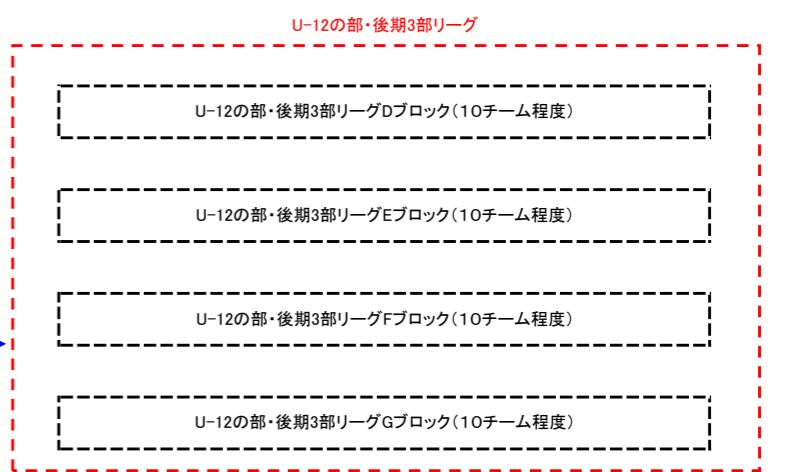 U-12の部・後期3部リーグ
U-12の部・後期3部リーグDブロック（１０チーム程度）
U-12の部・後期3部リーグEブロック（１０チーム程度）
U-12の部・後期3部リーグFブロック（１０チーム程度）
U-12の部・後期3部リーグGブロック（１０チーム程度）